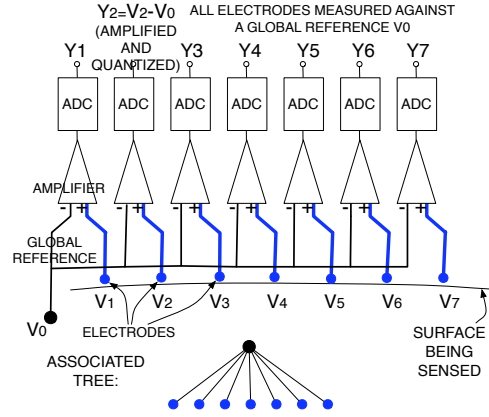 Y2=V2-V0
(AMPLIFIED
AND
QUANTIZED)
ALL ELECTRODES MEASURED AGAINST
A GLOBAL REFERENCE V0
Y1 Y3 Y4 Y5 Y6 Y7
ADC ADC ADC ADC ADC ADC ADC
AMPLIFIER
- + - + - + - + - + - + - +
GLOBAL
REFERENCE
V1 V2 V3 V4 V5 V6 V7
V0
ELECTRODES
SURFACE
BEING
SENSED
ASSOCIATED
TREE: